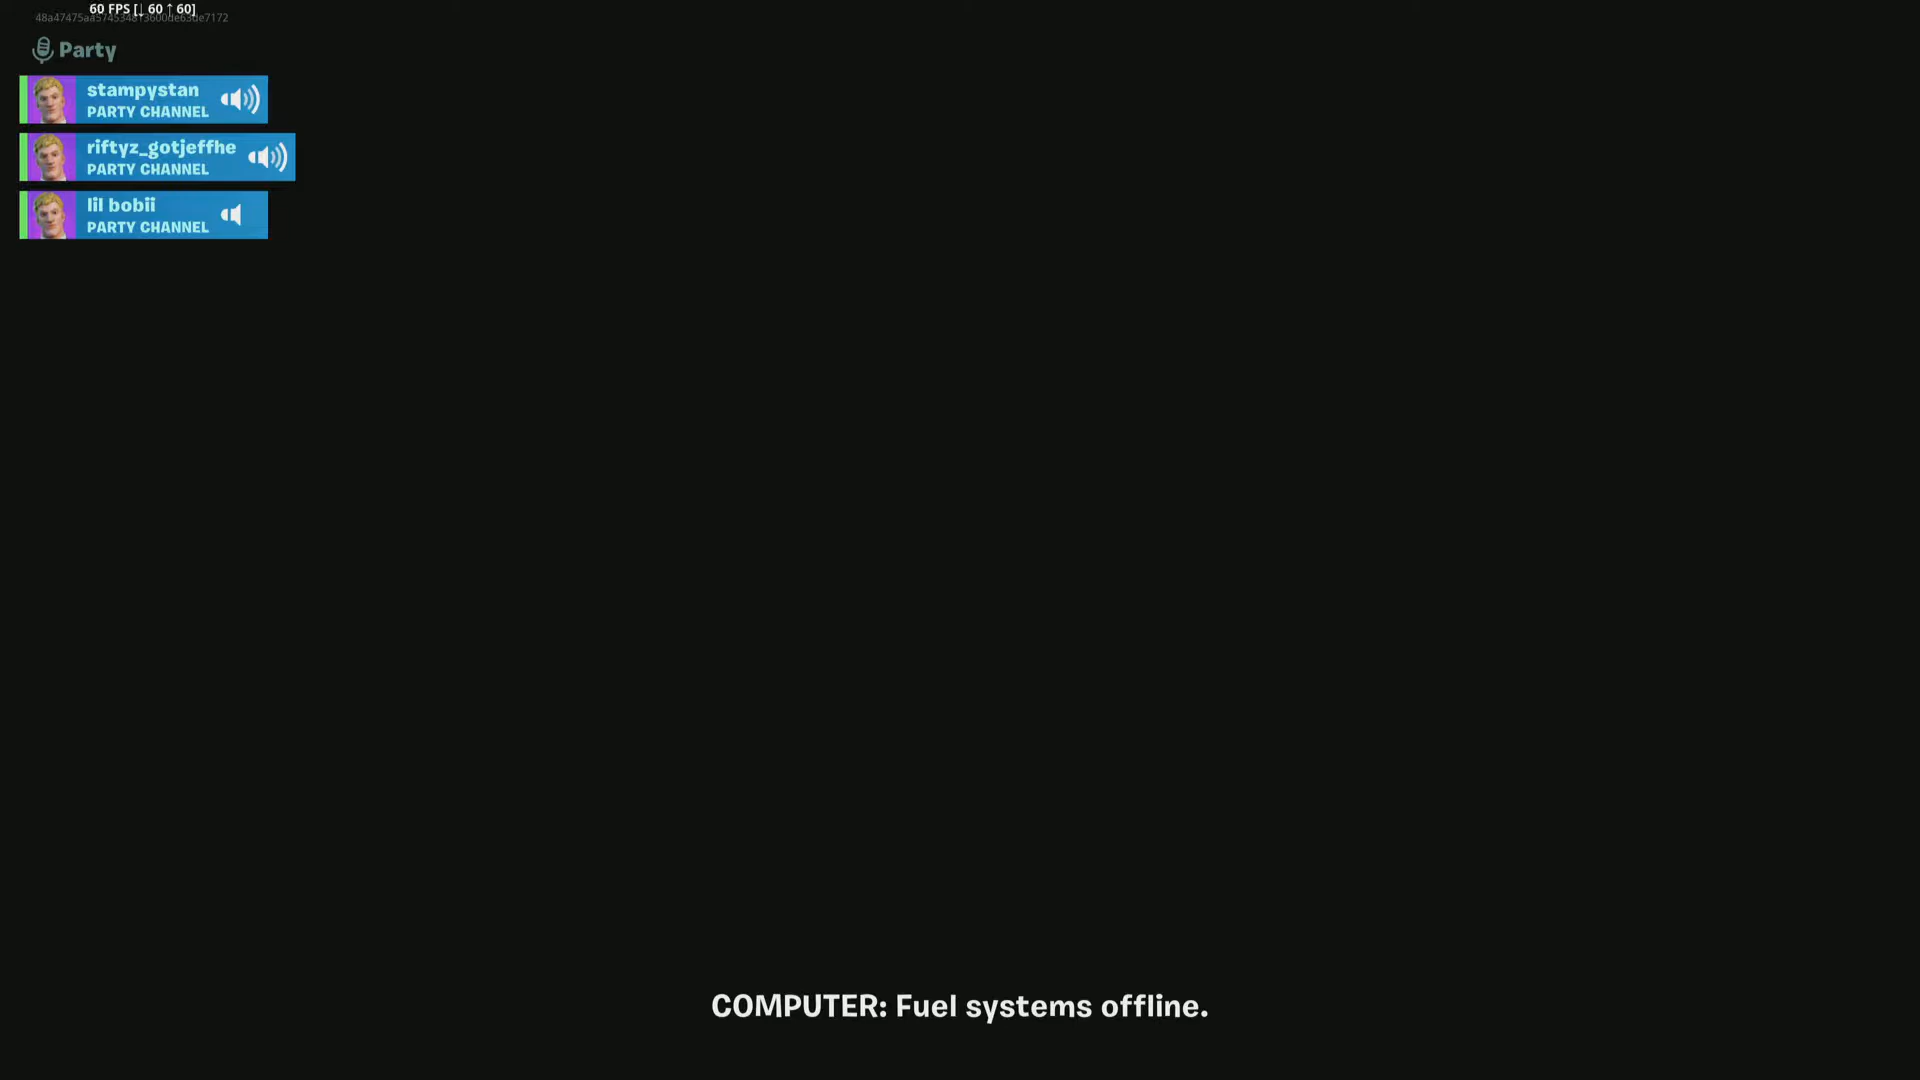 60 FPS [↓ 60 ↑ 60]
Party
stampystan
PARTY CHANNEL
riftyz_gotjeffhe
PARTY CHANNEL
lil bobii
PARTY CHANNEL
COMPUTER: Fuel systems offline.